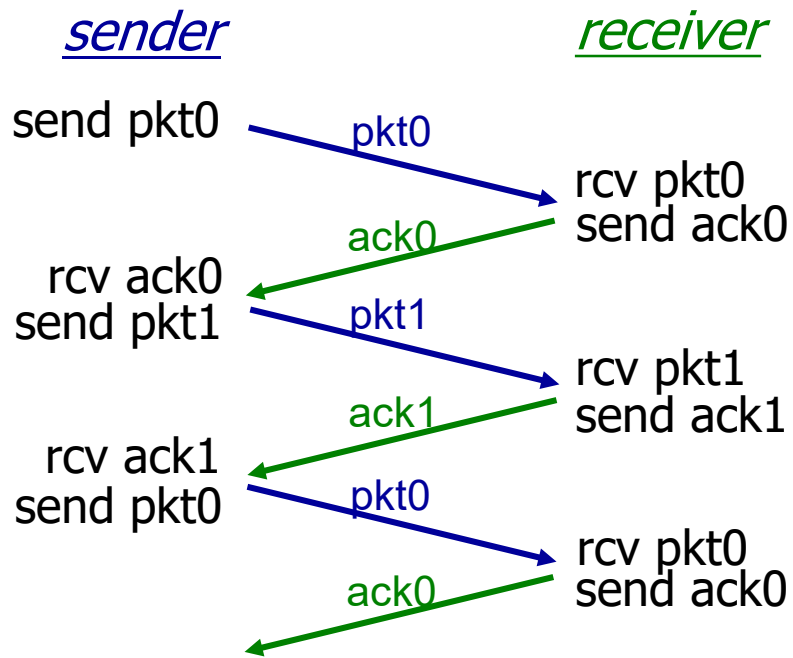 sender
receiver
send pkt0
pkt0
rcv pkt0
send ack0
ack0
rcv ack0
send pkt1
pkt1
rcv pkt1
send ack1
ack1
rcv ack1
send pkt0
pkt0
rcv pkt0
send ack0
ack0